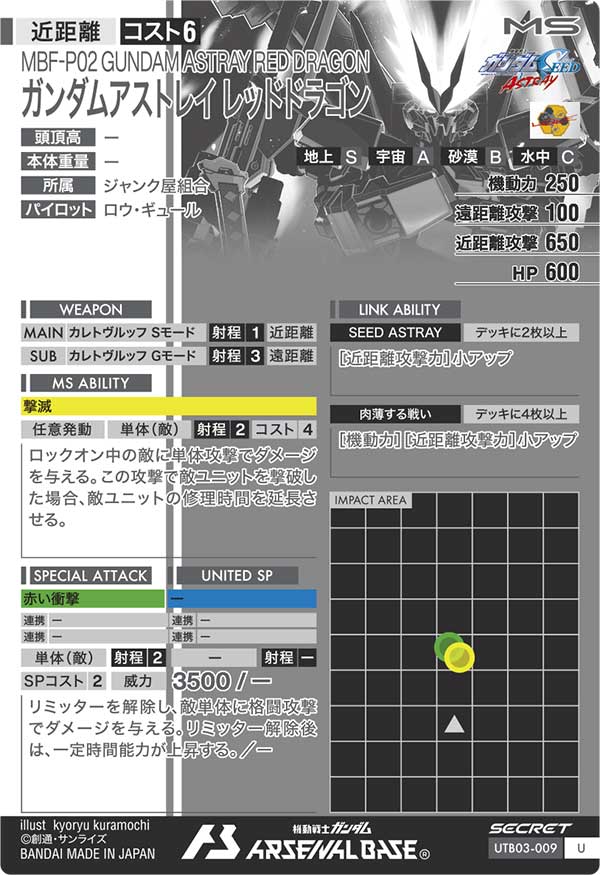 近距離 コスト6 MS
MBF-P02 GUNDAM ASTRAY RED DRAGON
ガンダムアストレイ レッドドラゴン
ガンダムSEED
ASTRAY
頭頂高 ー
本体重量 ー
所属 ジャンク屋組合
パイロット ロウ・ギュール
地上 S 宇宙 A 砂漠 B 水中 C
機動力 250
遠距離攻撃 100
近距離攻撃 650
HP 600
WEAPON
MAIN カレトヴルッフ Sモード 射程 1 近距離
SUB カレトヴルッフ Gモード 射程 3 遠距離
MS ABILITY
撃滅
任意発動 単体(敵) 射程 2 コスト 4
ロックオン中の敵に単体攻撃でダメージ
を与える。この攻撃で敵ユニットを撃破し
た場合、敵ユニットの修理時間を延長さ
せる。
SPECIAL ATTACK UNITED SP
赤い衝撃 ー
連携 ー 連携 ー
連携 ー 連携 ー
単体(敵) 射程 2 ー 射程 ー
SPコスト 2 威力 3500 /ー
リミッターを解除し、敵単体に格闘攻撃
でダメージを与える。リミッター解除後
は、一定時間能力が上昇する。/ー
LINK ABILITY
SEED ASTRAY デッキに2枚以上
[近距離攻撃力]小アップ
肉薄する戦い デッキに4枚以上
[機動力][近距離攻撃力]小アップ
IMPACT AREA
illust kyoryu kuramochi
©創通・サンライズ
BANDAI MADE IN JAPAN
機動戦士ガンダム
ARSENAL BASE®
SECRET
UTB03-009 U